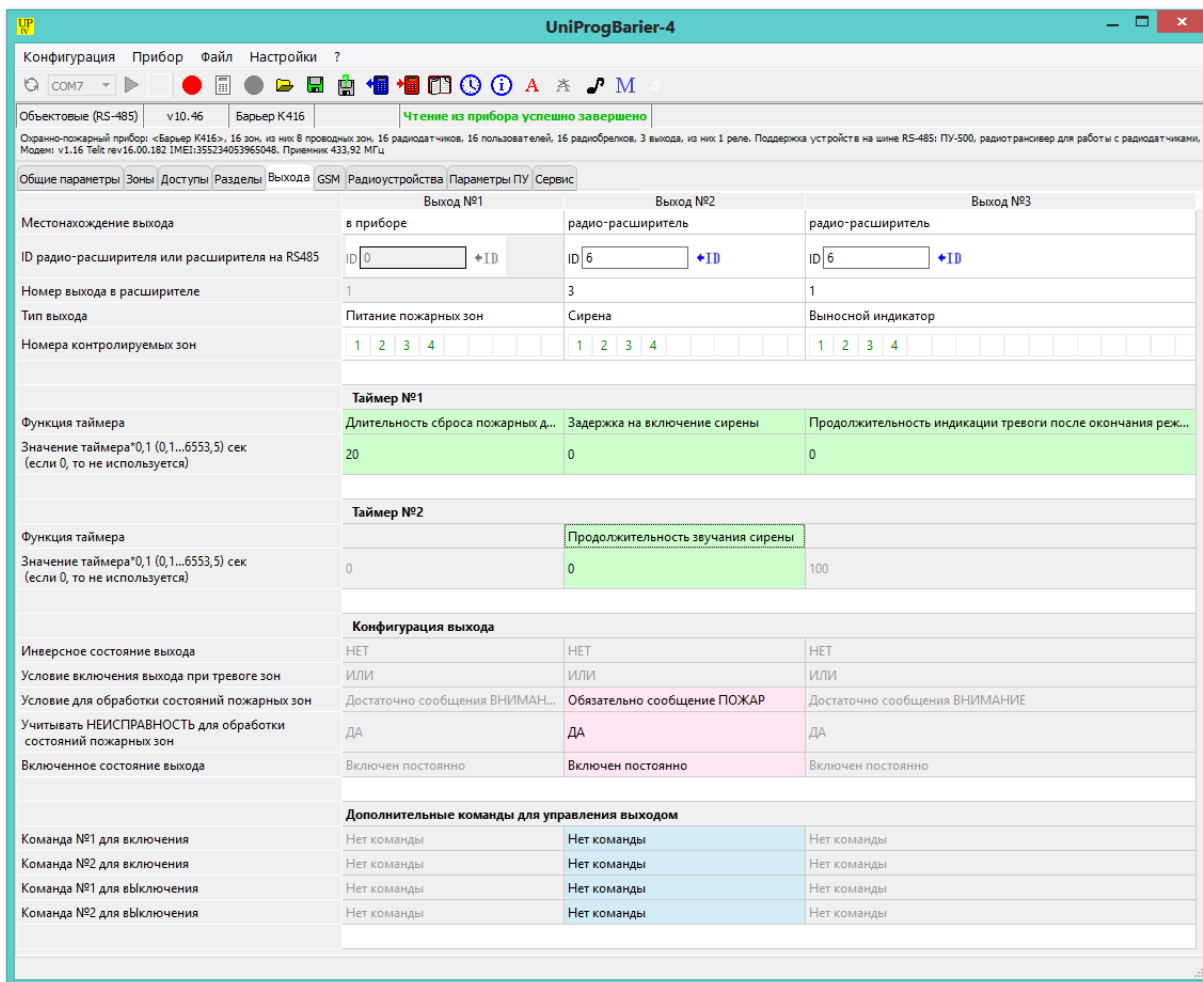 UP IV
UniProgBarier-4
Конфигурация Прибор Файл Настройки ?
COM7 A M
Объектовые (RS-485) v10.46 Барьер К416 Чтение из прибора успешно завершено
Охранно-пожарный прибор: <Барьер К416>, 16 зон, из них 8 проводных зон, 16 радиодатчиков, 16 пользователей, 16 радиобрелков, 3 выхода, из них 1 реле. Поддержка устройств на шине RS-485: ПУ-500, радиотрансивер для работы с радиодатчиками,
Модем: v1.16 Telit rev16.00.182 IMEI:355234053965048. Приемник 433,92 МГц
Общие параметры Зоны Доступы Разделы Выхода GSM Радиоустройства Параметры ПУ Сервис
Выход №1 Выход №2 Выход №3
Местонахождение выхода в приборе радио-расширитель радио-расширитель
ID радио-расширителя или расширителя на RS485 ID 0 ID ID 6 ID ID 6 ID
Номер выхода в расширителе 1 3 1
Тип выхода Питание пожарных зон Сирена Выносной индикатор
Номера контролируемых зон 1 2 3 4 1 2 3 4 1 2 3 4
Таймер №1
Функция таймера Длительность сброса пожарных д... Задержка на включение сирены Продолжительность индикации тревоги после окончания реж...
Значение таймера*0,1 (0,1...6553,5) сек
(если 0, то не используется) 20 0 0
Таймер №2
Функция таймера Продолжительность звучания сирены
Значение таймера*0,1 (0,1...6553,5) сек
(если 0, то не используется) 0 0 100
Конфигурация выхода
Инверсное состояние выхода НЕТ НЕТ НЕТ
Условие включения выхода при тревоге зон ИЛИ ИЛИ ИЛИ
Условие для обработки состояний пожарных зон Достаточно сообщения ВНИМАН... Обязательно сообщение ПОЖАР Достаточно сообщения ВНИМАНИЕ
Учитывать НЕИСПРАВНОСТЬ для обработки
состояний пожарных зон ДА ДА ДА
Включенное состояние выхода Включен постоянно Включен постоянно Включен постоянно
Дополнительные команды для управления выходом
Команда №1 для включения Нет команды Нет команды Нет команды
Команда №2 для включения Нет команды Нет команды Нет команды
Команда №1 для вЫключения Нет команды Нет команды Нет команды
Команда №2 для вЫключения Нет команды Нет команды Нет команды